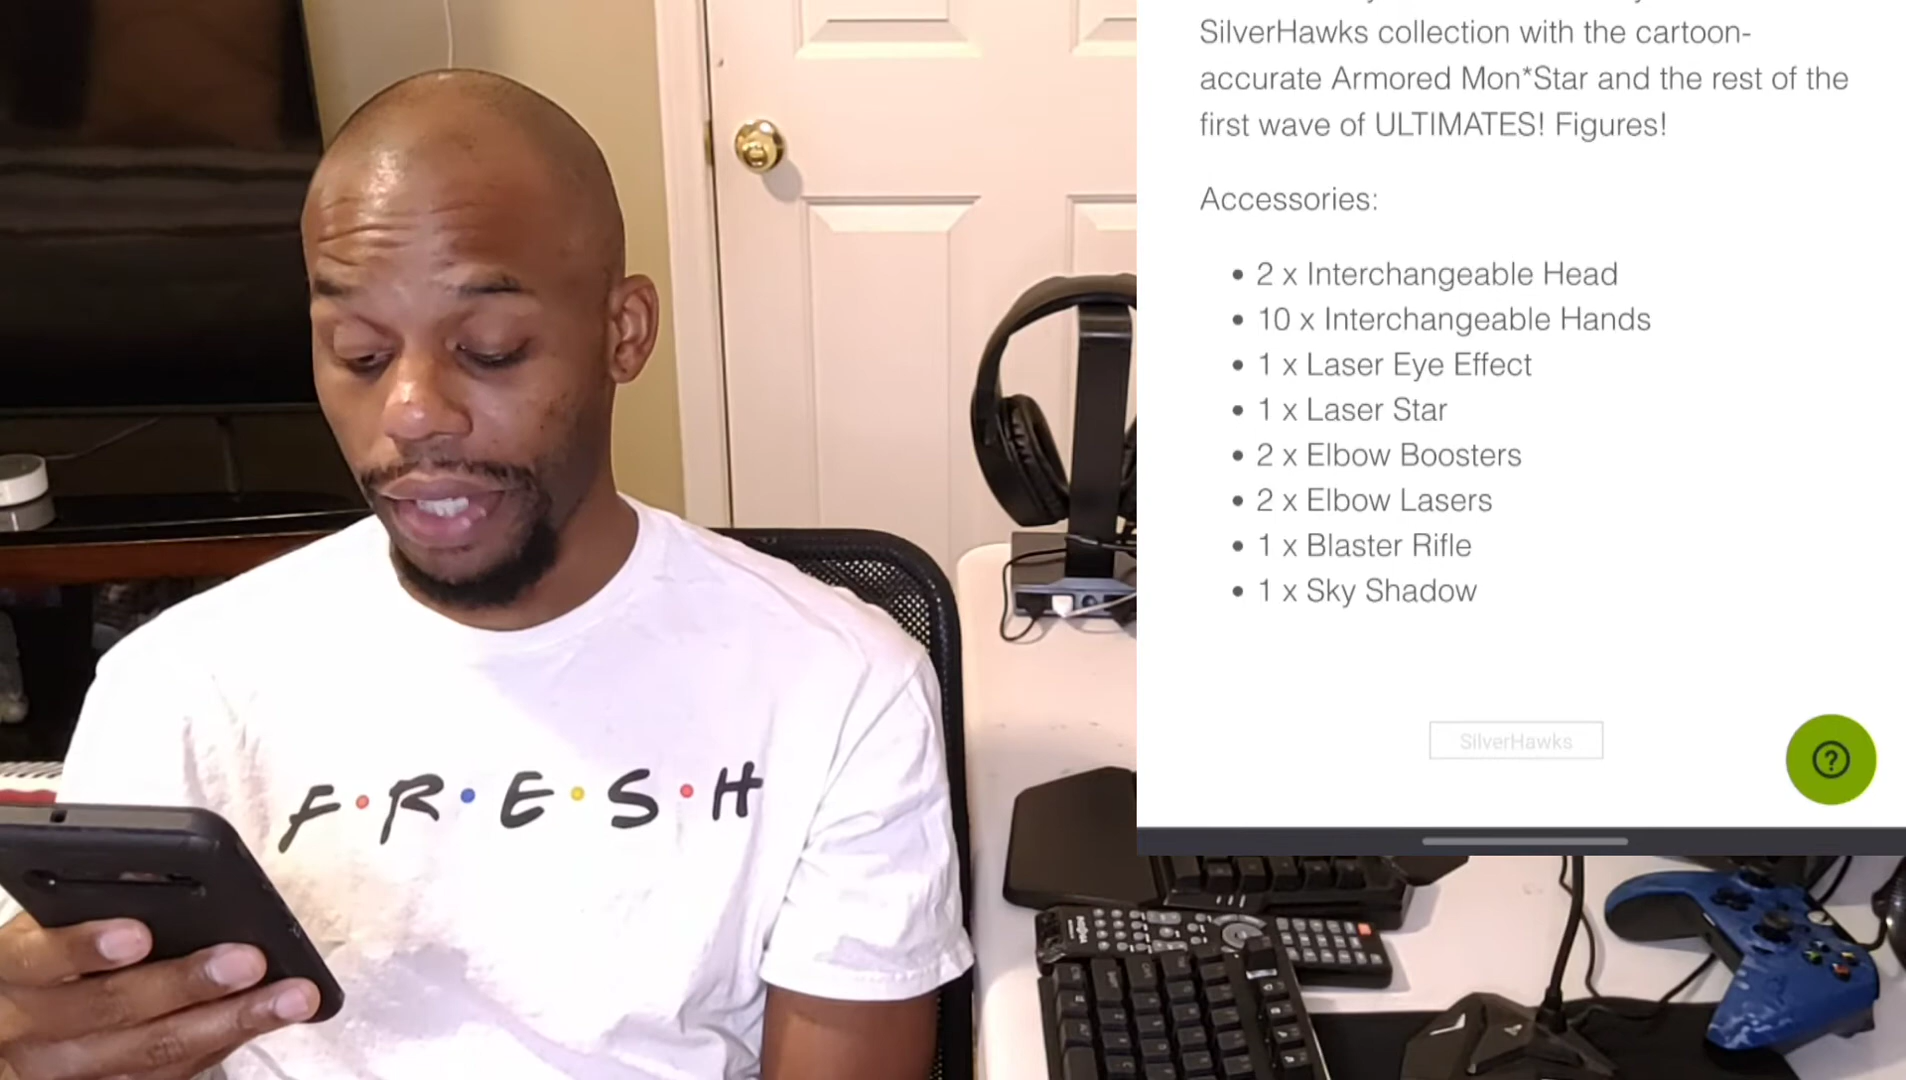 SilverHawks collection with the cartoon-
accurate Armored Mon*Star and the rest of the
first wave of ULTIMATES! Figures!
Accessories:
• 2 x Interchangeable Head
• 10 x Interchangeable Hands
• 1 x Laser Eye Effect
• 1 x Laser Star
• 2 x Elbow Boosters
• 2 x Elbow Lasers
• 1 x Blaster Rifle
• 1 x Sky Shadow
SilverHawks
?
F•R•E•S•H